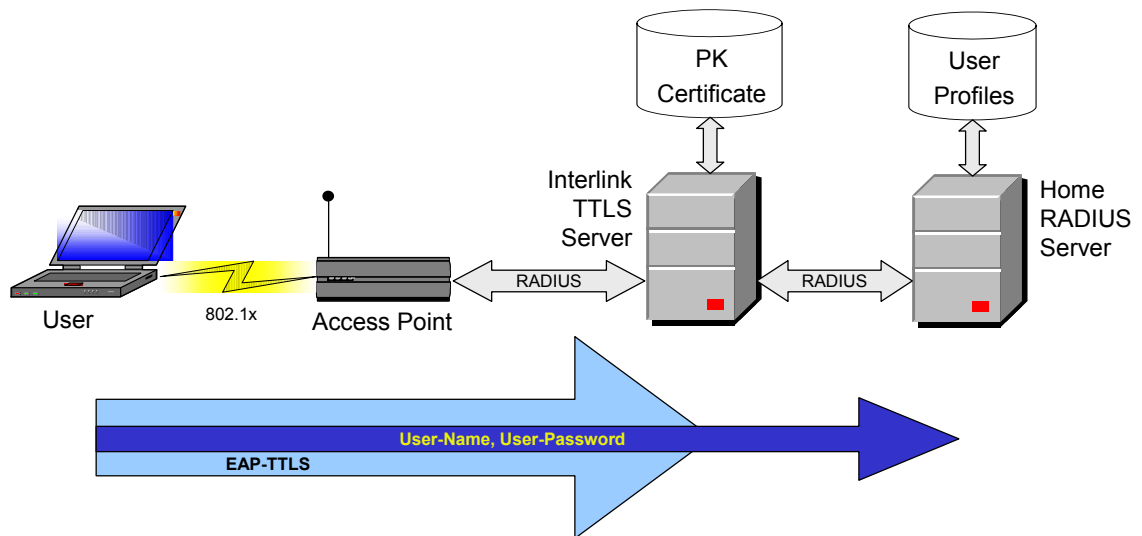 PK
Certificate
User
Profiles
Interlink
TTLS
Server
Home
RADIUS
Server
RADIUS
RADIUS
802.1x
User
Access Point
User-Name, User-Password
EAP-TTLS